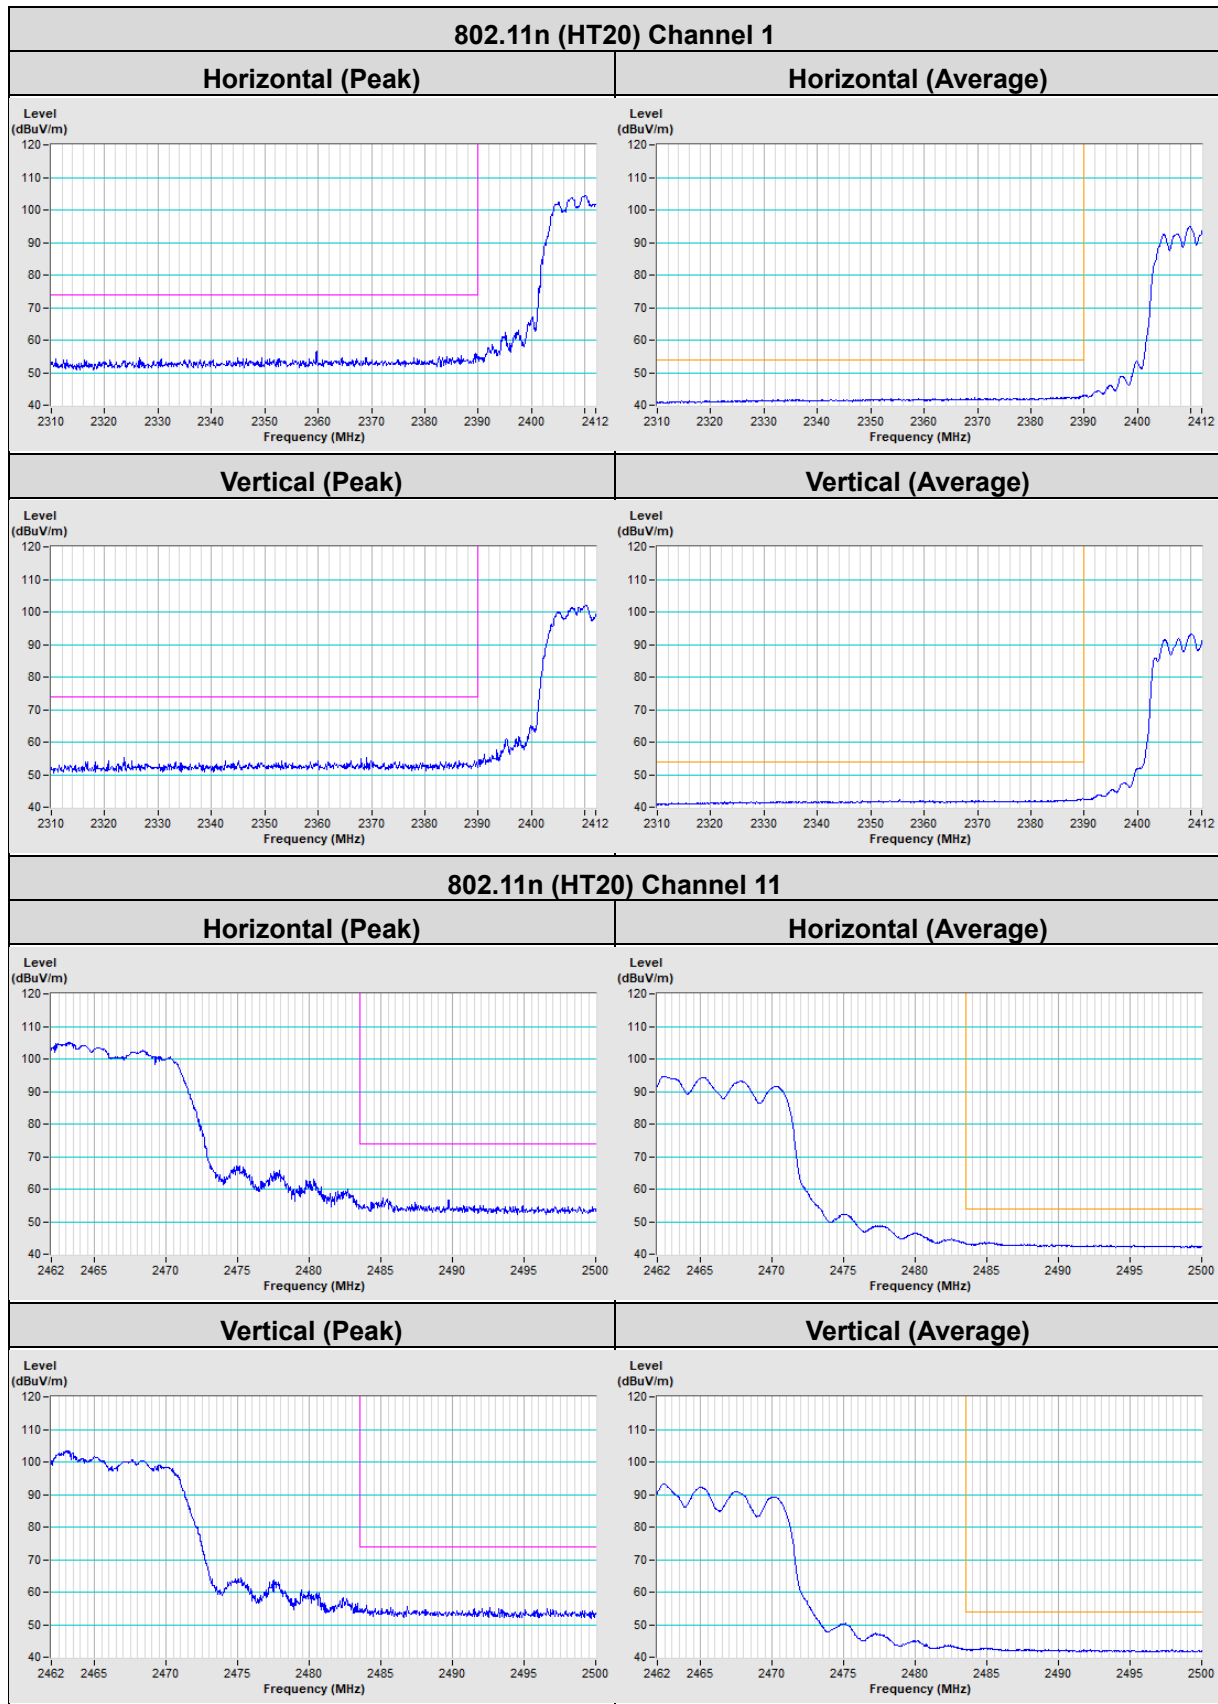 802.11n (HT20) Channel 1
Horizontal (Peak)
Horizontal (Average)
Level
(dBuV/m)
120
110
100
90
80
70
60
50
40
2310 2320 2330 2340 2350 2360 2370 2380 2390 2400 2412
Frequency (MHz)
Level
(dBuV/m)
120
110
100
90
80
70
60
50
40
2310 2320 2330 2340 2350 2360 2370 2380 2390 2400 2412
Frequency (MHz)
Vertical (Peak)
Vertical (Average)
Level
(dBuV/m)
120
110
100
90
80
70
60
50
40
2310 2320 2330 2340 2350 2360 2370 2380 2390 2400 2412
Frequency (MHz)
Level
(dBuV/m)
120
110
100
90
80
70
60
50
40
2310 2320 2330 2340 2350 2360 2370 2380 2390 2400 2412
Frequency (MHz)
802.11n (HT20) Channel 11
Horizontal (Peak)
Horizontal (Average)
Level
(dBuV/m)
120
110
100
90
80
70
60
50
40
2462 2465 2470 2475 2480 2485 2490 2495 2500
Frequency (MHz)
Level
(dBuV/m)
120
110
100
90
80
70
60
50
40
2462 2465 2470 2475 2480 2485 2490 2495 2500
Frequency (MHz)
Vertical (Peak)
Vertical (Average)
Level
(dBuV/m)
120
110
100
90
80
70
60
50
40
2462 2465 2470 2475 2480 2485 2490 2495 2500
Frequency (MHz)
Level
(dBuV/m)
120
110
100
90
80
70
60
50
40
2462 2465 2470 2475 2480 2485 2490 2495 2500
Frequency (MHz)